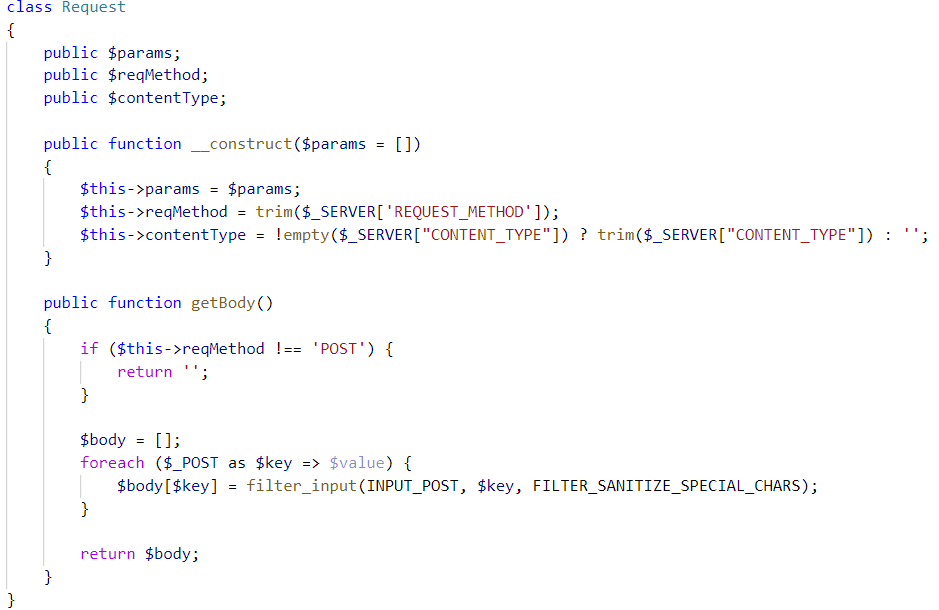 class Request
{
    public $params;
    public $reqMethod;
    public $contentType;

    public function __construct($params = [])
    {
        $this->params = $params;
        $this->reqMethod = trim($_SERVER['REQUEST_METHOD']);
        $this->contentType = !empty($_SERVER["CONTENT_TYPE"]) ? trim($_SERVER["CONTENT_TYPE"]) : '';
    }

    public function getBody()
    {
        if ($this->reqMethod !== 'POST') {
            return '';
        }

        $body = [];
        foreach ($_POST as $key => $value) {
            $body[$key] = filter_input(INPUT_POST, $key, FILTER_SANITIZE_SPECIAL_CHARS);
        }

        return $body;
    }
}